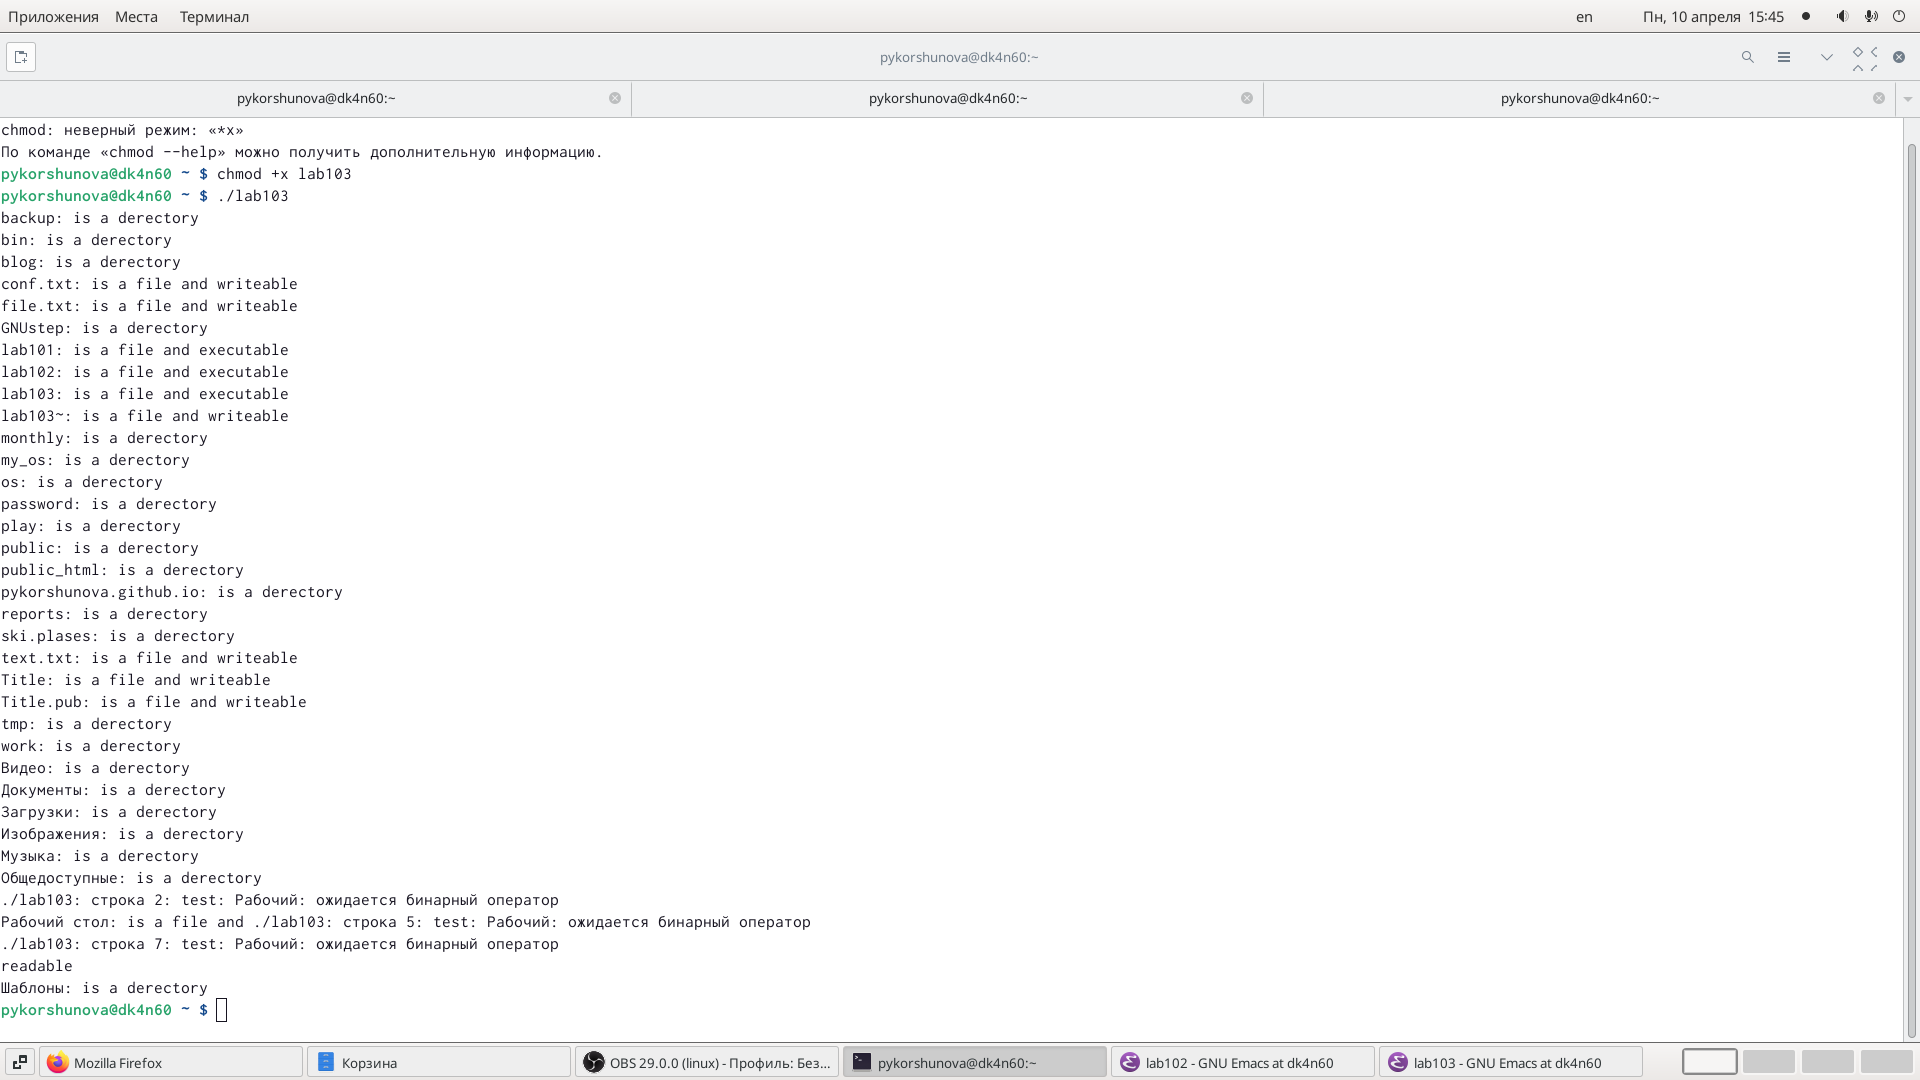 Приложения Места Терминал en Пн, 10 апреля 15:45
pykorshunova@dk4n60:~
pykorshunova@dk4n60:~ pykorshunova@dk4n60:~ pykorshunova@dk4n60:~
chmod: неверный режим: «*x»
По команде «chmod --help» можно получить дополнительную информацию.
pykorshunova@dk4n60 ~ $ chmod +x lab103
pykorshunova@dk4n60 ~ $ ./lab103
backup: is a derectory
bin: is a derectory
blog: is a derectory
conf.txt: is a file and writeable
file.txt: is a file and writeable
GNUstep: is a derectory
lab101: is a file and executable
lab102: is a file and executable
lab103: is a file and executable
lab103~: is a file and writeable
monthly: is a derectory
my_os: is a derectory
os: is a derectory
password: is a derectory
play: is a derectory
public: is a derectory
public_html: is a derectory
pykorshunova.github.io: is a derectory
reports: is a derectory
ski.plases: is a derectory
text.txt: is a file and writeable
Title: is a file and writeable
Title.pub: is a file and writeable
tmp: is a derectory
work: is a derectory
Видео: is a derectory
Документы: is a derectory
Загрузки: is a derectory
Изображения: is a derectory
Музыка: is a derectory
Общедоступные: is a derectory
./lab103: строка 2: test: Рабочий: ожидается бинарный оператор
Рабочий стол: is a file and ./lab103: строка 5: test: Рабочий: ожидается бинарный оператор
./lab103: строка 7: test: Рабочий: ожидается бинарный оператор
readable
Шаблоны: is a derectory
pykorshunova@dk4n60 ~ $
Mozilla Firefox Корзина OBS 29.0.0 (linux) - Профиль: Без... pykorshunova@dk4n60:~ lab102 - GNU Emacs at dk4n60 lab103 - GNU Emacs at dk4n60